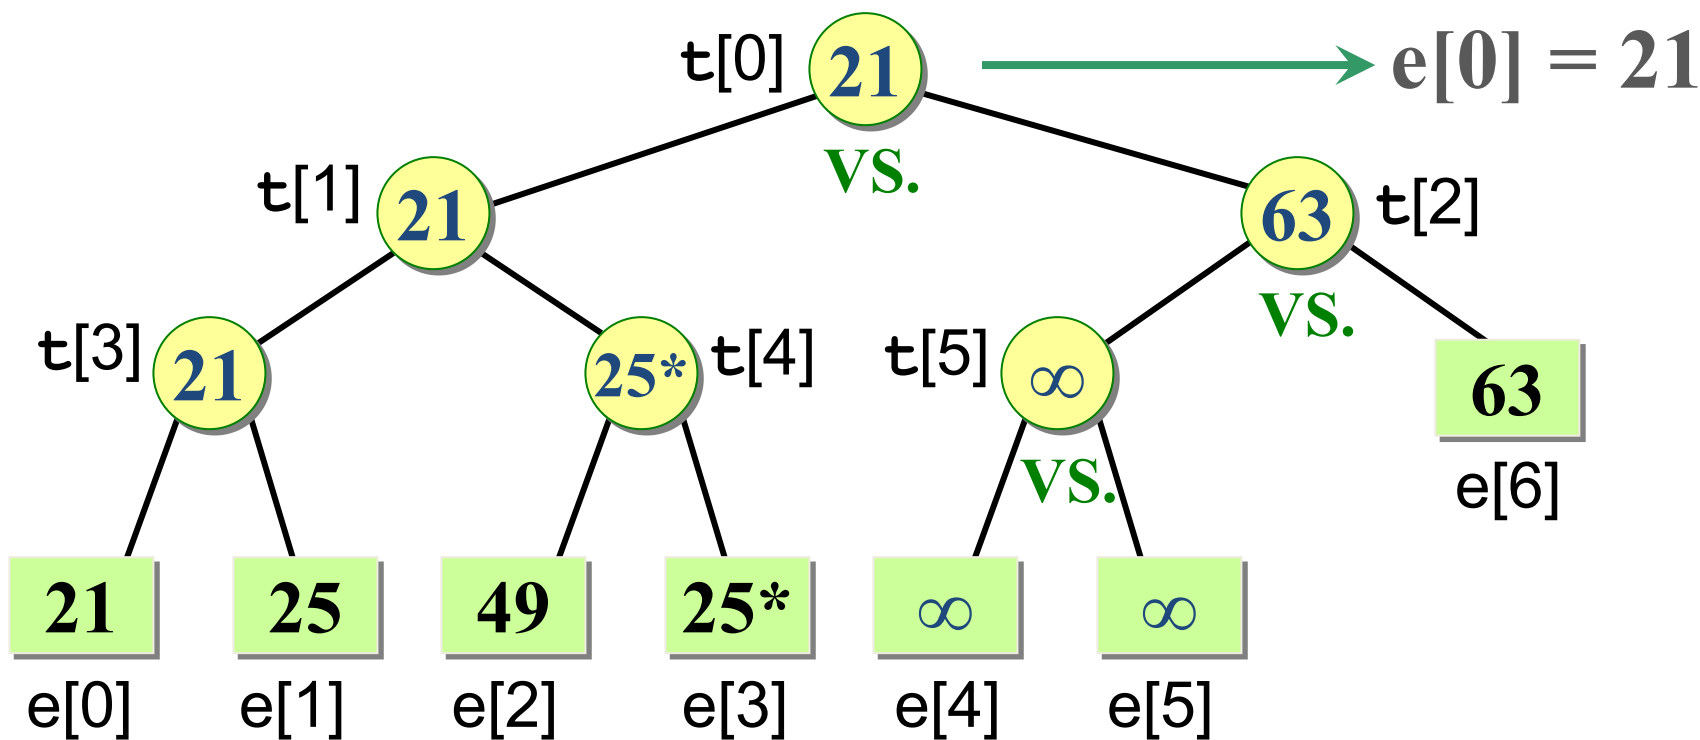 t[0] 21 e[0] = 21
vs.
t[1] 21 63 t[2]
vs.
t[3] 21 25* t[4] t[5] ∞ 63
vs.
e[6]
21 25 49 25* ∞ ∞
e[0] e[1] e[2] e[3] e[4] e[5]